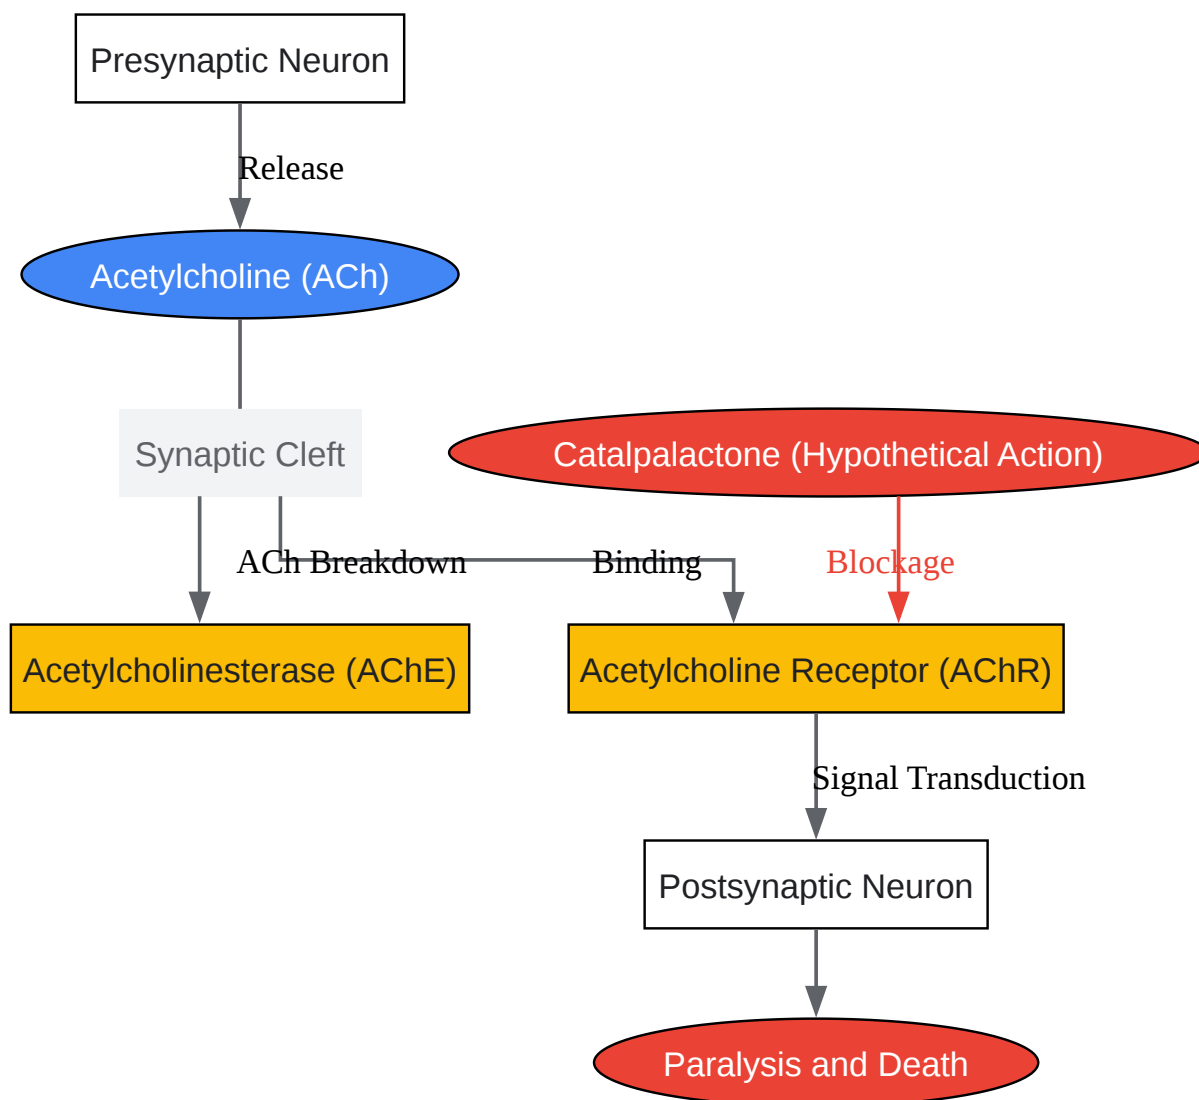 Presynaptic Neuron
Release
Acetylcholine (ACh)
Synaptic Cleft
Catalpalactone (Hypothetical Action)
ACh Breakdown
Binding
Blockage
Acetylcholinesterase (AChE)
Acetylcholine Receptor (AChR)
Signal Transduction
Postsynaptic Neuron
Paralysis and Death